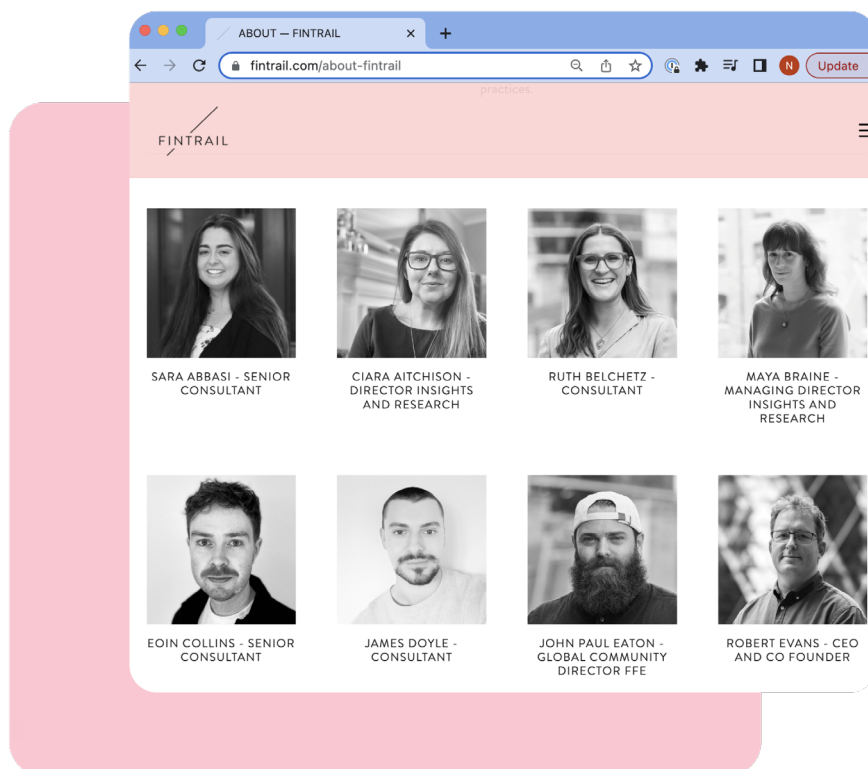 ABOUT — FINTRAIL
fintrail.com/about-fintrail
N
Update
practices.
FINTRAIL
SARA ABBASI - SENIOR
CONSULTANT
CIARA AITCHISON -
DIRECTOR INSIGHTS
AND RESEARCH
RUTH BELCHETZ -
CONSULTANT
MAYA BRAINE -
MANAGING DIRECTOR
INSIGHTS AND
RESEARCH
EOIN COLLINS - SENIOR
CONSULTANT
JAMES DOYLE -
CONSULTANT
JOHN PAUL EATON -
GLOBAL COMMUNITY
DIRECTOR FFE
ROBERT EVANS - CEO
AND CO FOUNDER